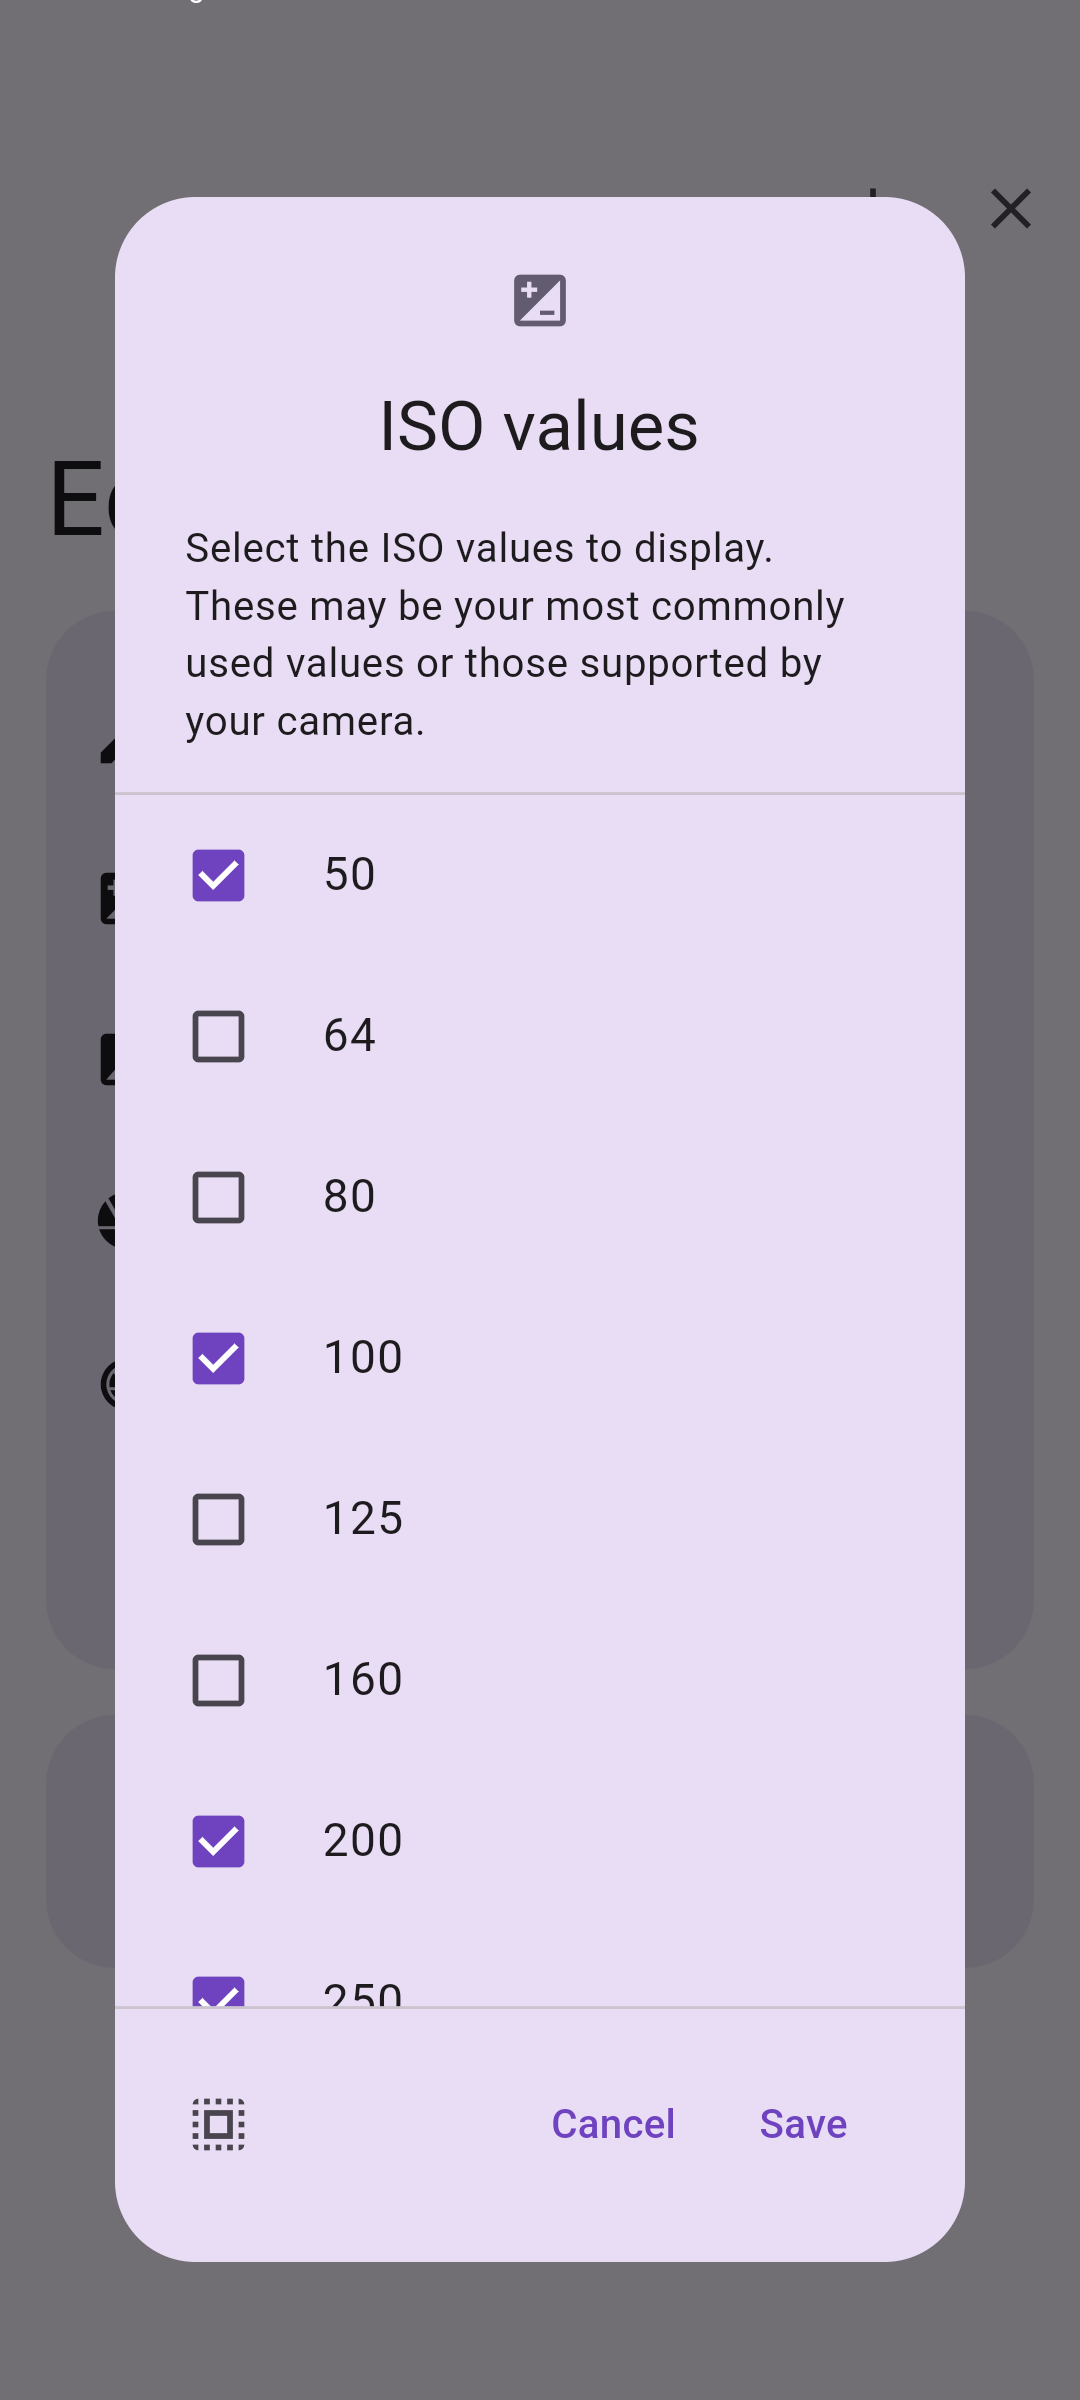 ISO values
Select the ISO values to display.
These may be your most commonly
used values or those supported by
your camera.
50
64
80
100
125
160
200
250
Cancel
Save